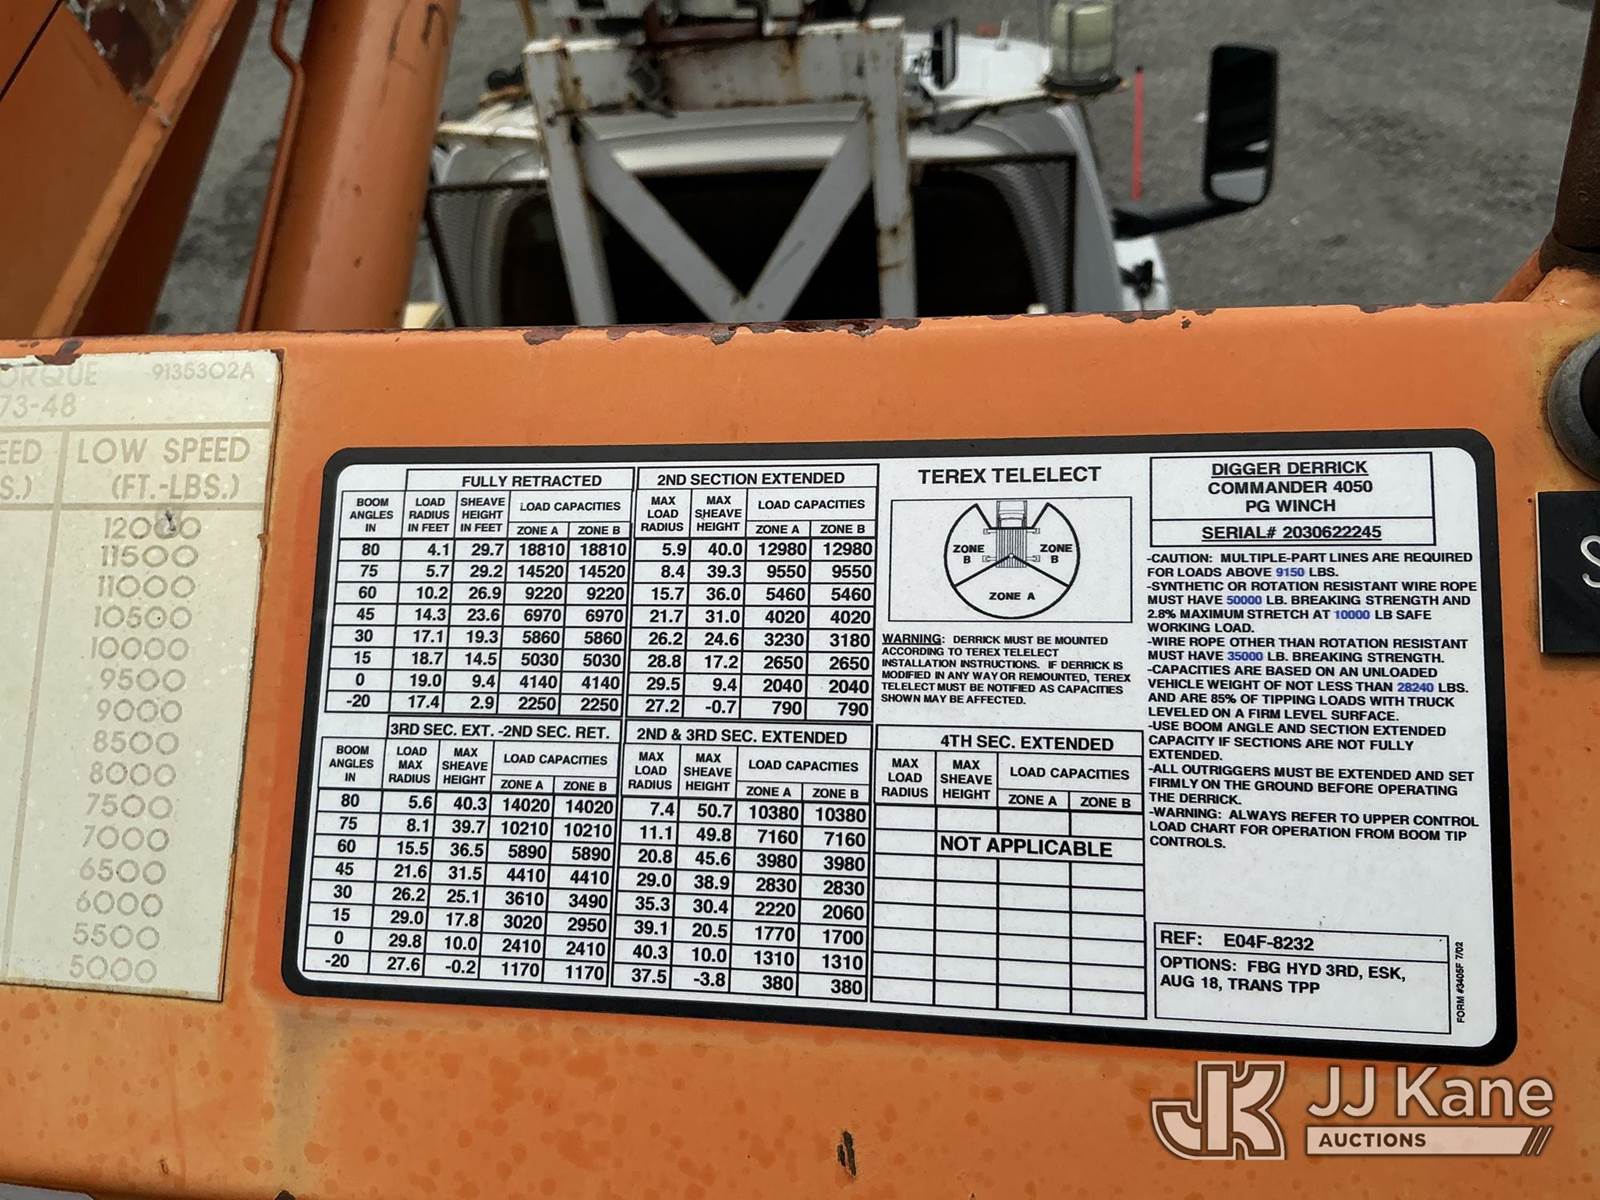 ORQUE 9135302A
73-48
EED LOW SPEED
S.) (FT.-LBS.)
12000
11500
11000
10500
10000
9500
9000
8500
8000
7500
7000
6500
6000
5500
5000
FULLY RETRACTED
BOOM ANGLES IN | LOAD RADIUS IN FEET | SHEAVE HEIGHT IN FEET | LOAD CAPACITIES
ZONE A ZONE B
80 4.1 29.7 18810 18810
75 5.7 29.2 14520 14520
60 10.2 26.9 9220 9220
45 14.3 23.6 6970 6970
30 17.1 19.3 5860 5860
15 18.7 14.5 5030 5030
0 19.0 9.4 4140 4140
-20 17.4 2.9 2250 2250
2ND SECTION EXTENDED
MAX LOAD RADIUS | MAX SHEAVE HEIGHT | LOAD CAPACITIES
ZONE A ZONE B
5.9 40.0 12980 12980
8.4 39.3 9550 9550
15.7 36.0 5460 5460
21.7 31.0 4020 4020
26.2 24.6 3230 3180
28.8 17.2 2650 2650
29.5 9.4 2040 2040
27.2 -0.7 790 790
3RD SEC. EXT. -2ND SEC. RET.
BOOM ANGLES IN | LOAD MAX RADIUS | MAX SHEAVE HEIGHT | LOAD CAPACITIES
ZONE A ZONE B
80 5.6 40.3 14020 14020
75 8.1 39.7 10210 10210
60 15.5 36.5 5890 5890
45 21.6 31.5 4410 4410
30 26.2 25.1 3610 3490
15 29.0 17.8 3020 2950
0 29.8 10.0 2410 2410
-20 27.6 -0.2 1170 1170
2ND & 3RD SEC. EXTENDED
MAX LOAD RADIUS | MAX SHEAVE HEIGHT | LOAD CAPACITIES
ZONE A ZONE B
7.4 50.7 10380 10380
11.1 49.8 7160 7160
20.8 45.6 3980 3980
29.0 38.9 2830 2830
35.3 30.4 2220 2060
39.1 20.5 1770 1700
40.3 10.0 1310 1310
37.5 -3.8 380 380
TEREX TELELECT
ZONE B
ZONE B
ZONE A
WARNING: DERRICK MUST BE MOUNTED
ACCORDING TO TEREX TELELECT
INSTALLATION INSTRUCTIONS. IF DERRICK IS
MODIFIED IN ANY WAY OR REMOUNTED, TEREX
TELELECT MUST BE NOTIFIED AS CAPACITIES
SHOWN MAY BE AFFECTED.
4TH SEC. EXTENDED
MAX LOAD RADIUS | MAX SHEAVE HEIGHT | LOAD CAPACITIES
ZONE A ZONE B
NOT APPLICABLE
DIGGER DERRICK
COMMANDER 4050
PG WINCH
SERIAL# 2030622245
-CAUTION: MULTIPLE-PART LINES ARE REQUIRED
FOR LOADS ABOVE 9150 LBS.
-SYNTHETIC OR ROTATION RESISTANT WIRE ROPE
MUST HAVE 50000 LB. BREAKING STRENGTH AND
2.8% MAXIMUM STRETCH AT 10000 LB SAFE
WORKING LOAD.
-WIRE ROPE OTHER THAN ROTATION RESISTANT
MUST HAVE 35000 LB. BREAKING STRENGTH.
-CAPACITIES ARE BASED ON AN UNLOADED
VEHICLE WEIGHT OF NOT LESS THAN 28240 LBS.
AND ARE 85% OF TIPPING LOADS WITH TRUCK
LEVELED ON A FIRM LEVEL SURFACE.
-USE BOOM ANGLE AND SECTION EXTENDED
CAPACITY IF SECTIONS ARE NOT FULLY
EXTENDED.
-ALL OUTRIGGERS MUST BE EXTENDED AND SET
FIRMLY ON THE GROUND BEFORE OPERATING
THE DERRICK.
-WARNING: ALWAYS REFER TO UPPER CONTROL
LOAD CHART FOR OPERATION FROM BOOM TIP
CONTROLS.
REF: E04F-8232
OPTIONS: FBG HYD 3RD, ESK,
AUG 18, TRANS TPP
FORM #3405F 7/02
S
JK JJ Kane
AUCTIONS